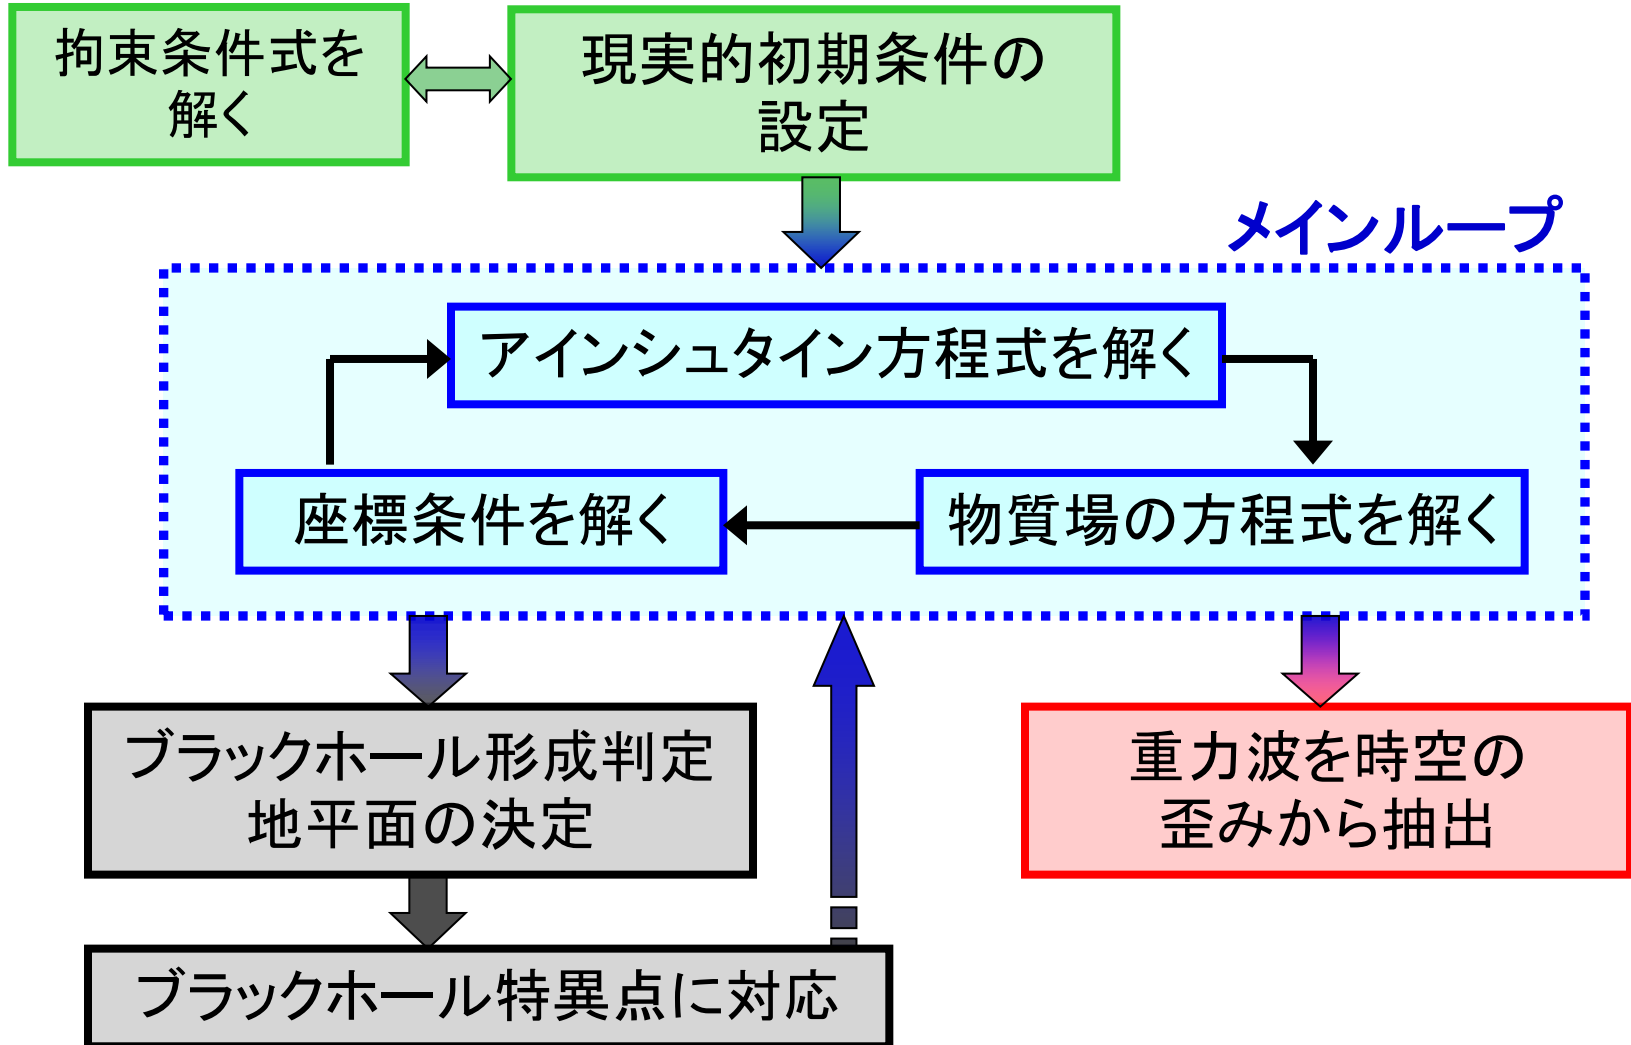 拘束条件式を
解く
現実的初期条件の
設定
メインループ
アインシュタイン方程式を解く
座標条件を解く
物質場の方程式を解く
ブラックホール形成判定
地平面の決定
重力波を時空の
歪みから抽出
ブラックホール特異点に対応